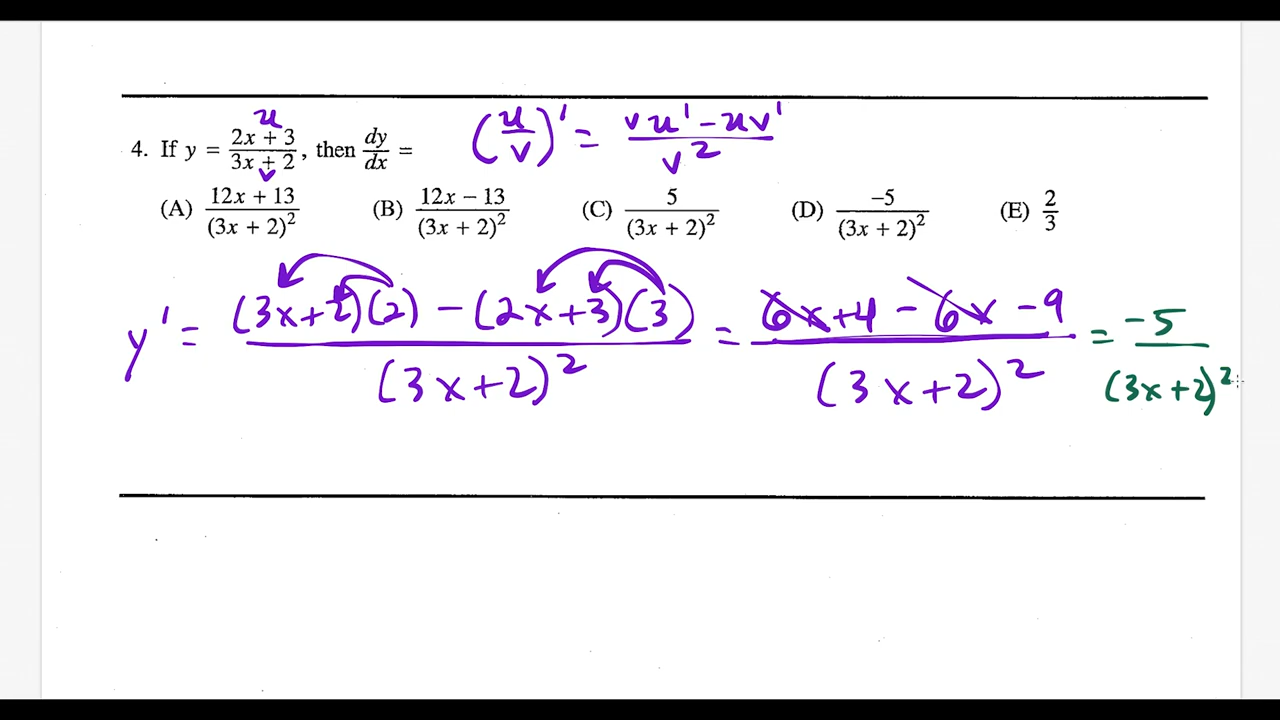 4. If y = (2x + 3)/(3x + 2), then dy/dx =
u
v
(u/v)' = (vu' - uv')/v²
(A) (12x + 13)/(3x + 2)² (B) (12x − 13)/(3x + 2)² (C) 5/(3x + 2)² (D) −5/(3x + 2)² (E) 2/3
y' = ((3x+2)(2) - (2x+3)(3))/(3x+2)² = (6x+4 - 6x - 9)/(3x+2)² = -5/(3x+2)²